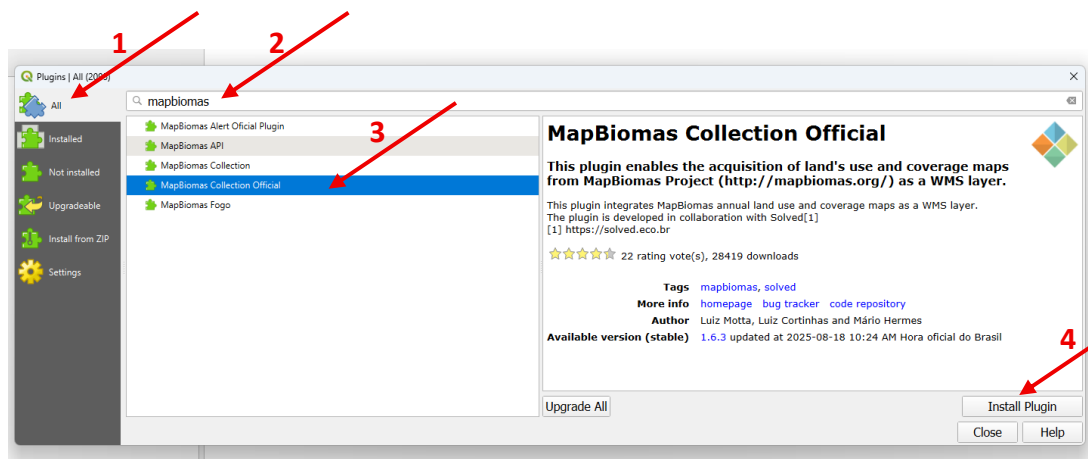 1
2
Plugins | All (2093)
All
mapbiomas
Installed
Not installed
Upgradeable
Install from ZIP
Settings
MapBiomas Alert Oficial Plugin
MapBiomas API
MapBiomas Collection
MapBiomas Collection Official
MapBiomas Fogo
3
MapBiomas Collection Official
This plugin enables the acquisition of land's use and coverage maps
from MapBiomas Project (http://mapbiomas.org/) as a WMS layer.
This plugin integrates MapBiomas annual land use and coverage maps as a WMS layer.
The plugin is developed in collaboration with Solved[1]
[1] https://solved.eco.br
22 rating vote(s), 28419 downloads
Tags mapbiomas, solved
More info homepage bug tracker code repository
Author Luiz Motta, Luiz Cortinhas and Mário Hermes
Available version (stable) 1.6.3 updated at 2025-08-18 10:24 AM Hora oficial do Brasil
4
Upgrade All
Install Plugin
Close
Help